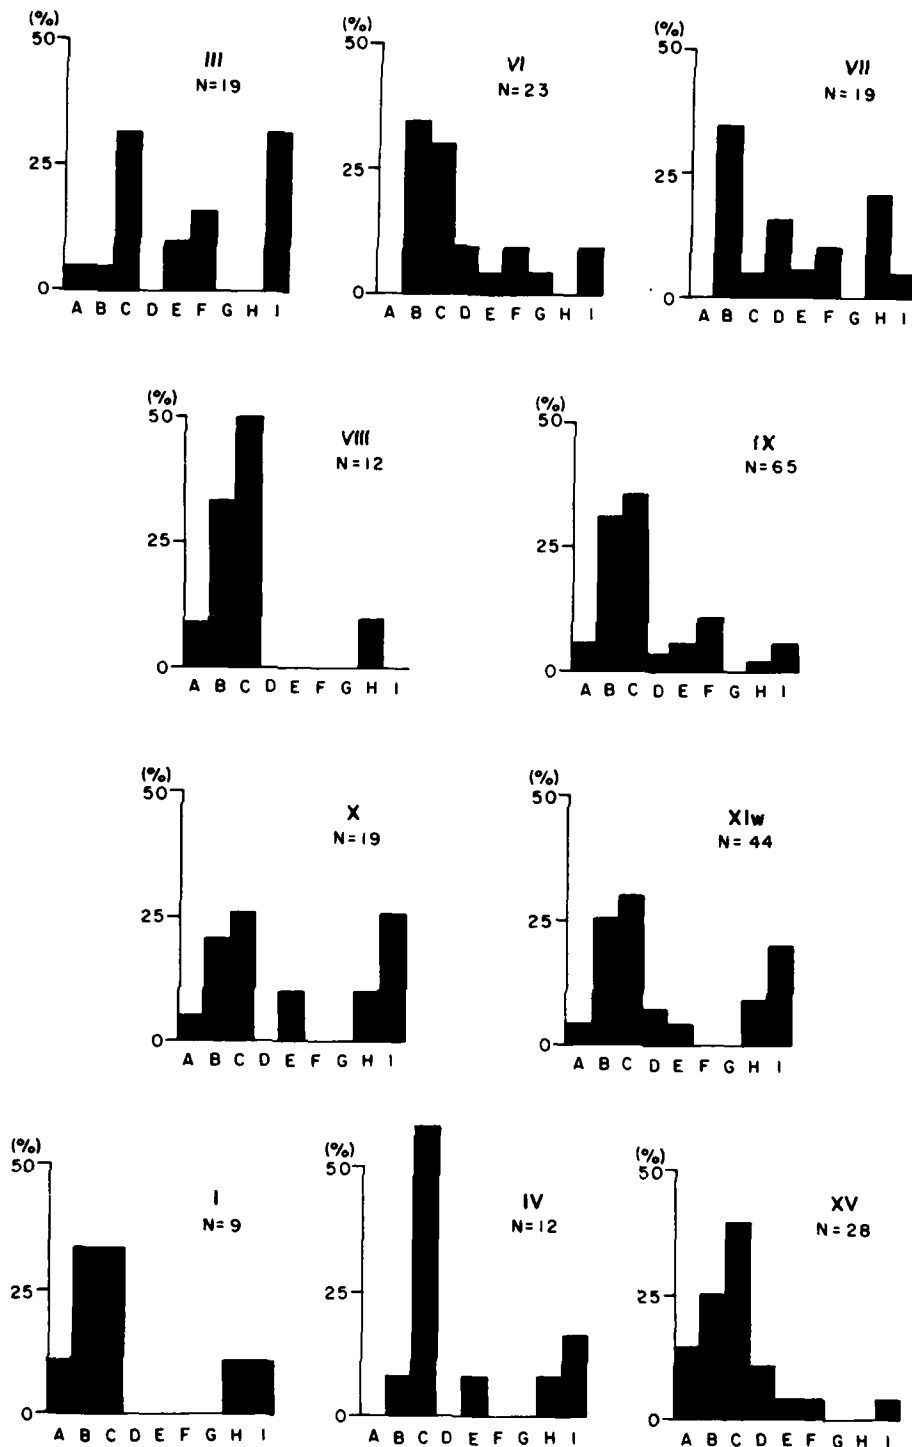 (%)
50
25
0
III
N=19
A B C D E F G H I
(%)
50
25
0
VI
N=23
A B C D E F G H I
(%)
50
25
0
VII
N=19
A B C D E F G H I
(%)
50
25
0
VIII
N=12
A B C D E F G H I
(%)
50
25
0
IX
N=65
A B C D E F G H I
(%)
50
25
0
X
N=19
A B C D E F G H I
(%)
50
25
0
XIw
N=44
A B C D E F G H I
(%)
50
25
0
I
N=9
A B C D E F G H I
(%)
50
25
0
IV
N=12
A B C D E F G H I
(%)
50
25
0
XV
N=28
A B C D E F G H I